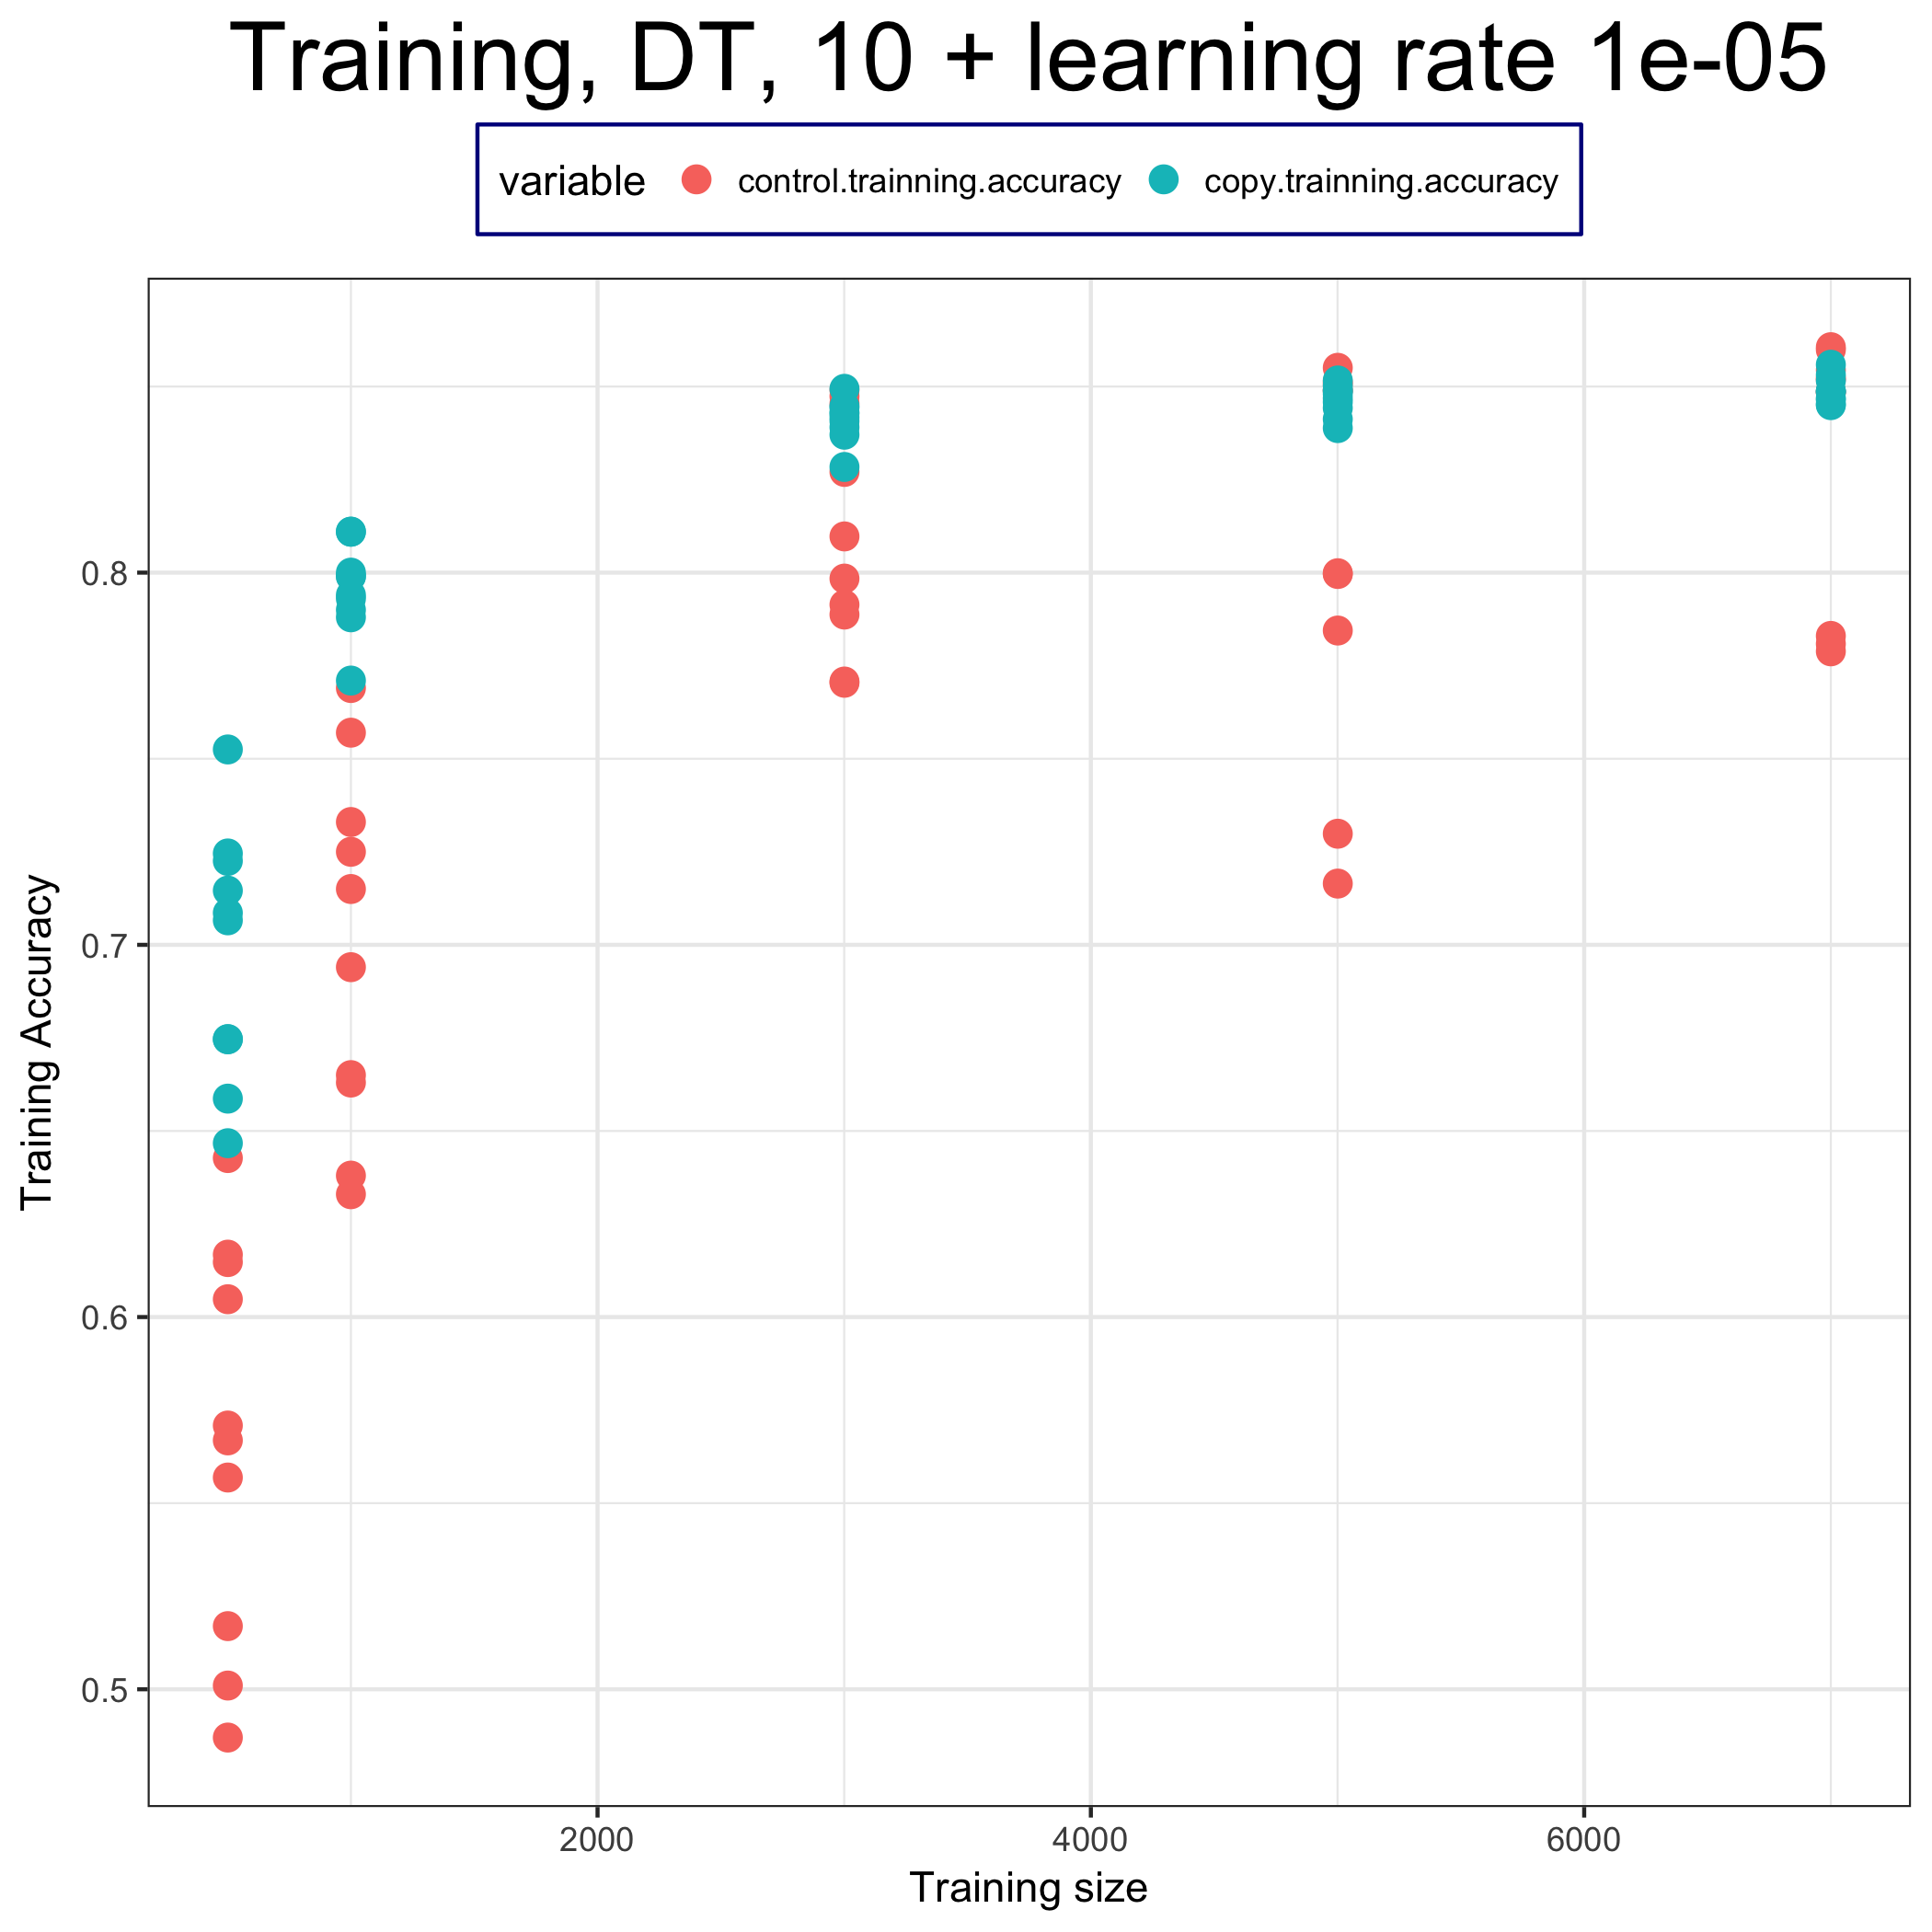 Training, DT, 10 + learning rate 1e-05
variable control.trainning.accuracy copy.trainning.accuracy
Training Accuracy
0.8
0.7
0.6
0.5
2000 4000 6000
Training size